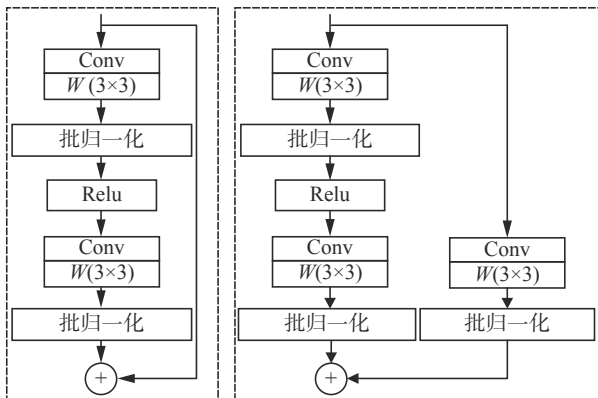 Conv
W (3×3)
批归一化
Relu
Conv
W(3×3)
批归一化
+
Conv
W(3×3)
批归一化
Relu
Conv
W(3×3)
批归一化
+
Conv
W(3×3)
批归一化